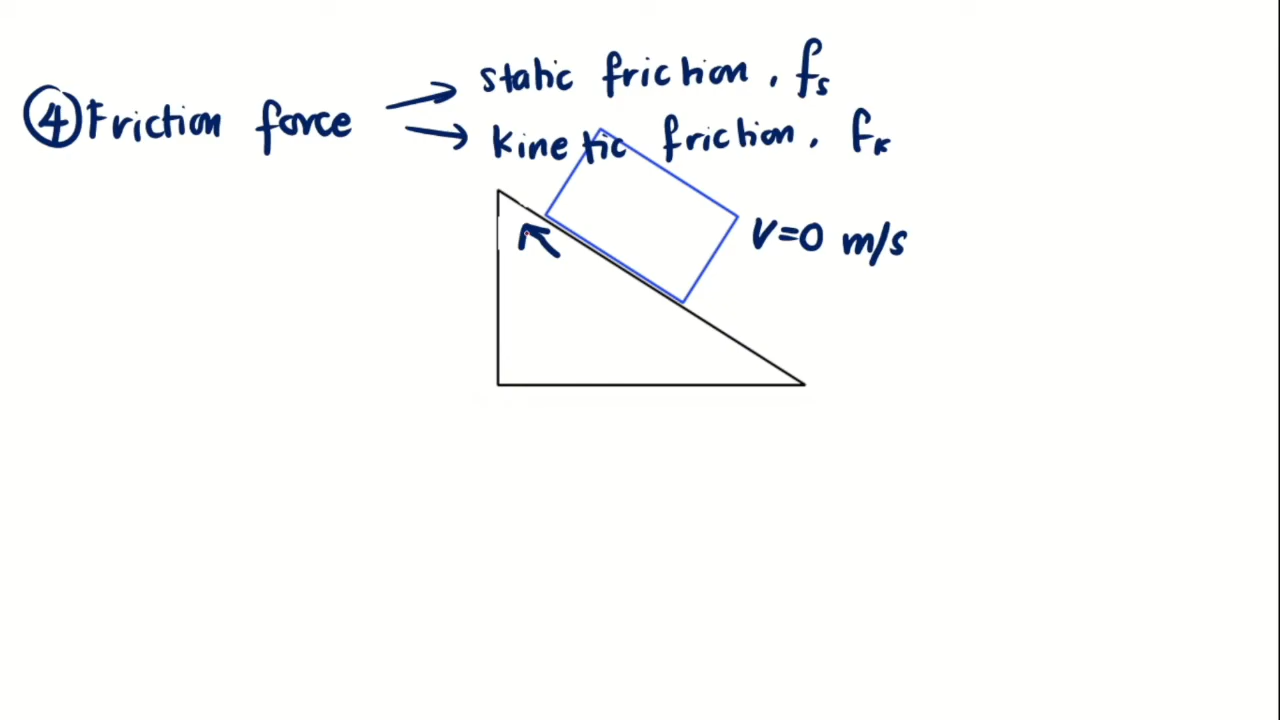 ④ Friction force
static friction, fs
kinetic friction, fk
V=0 m/s